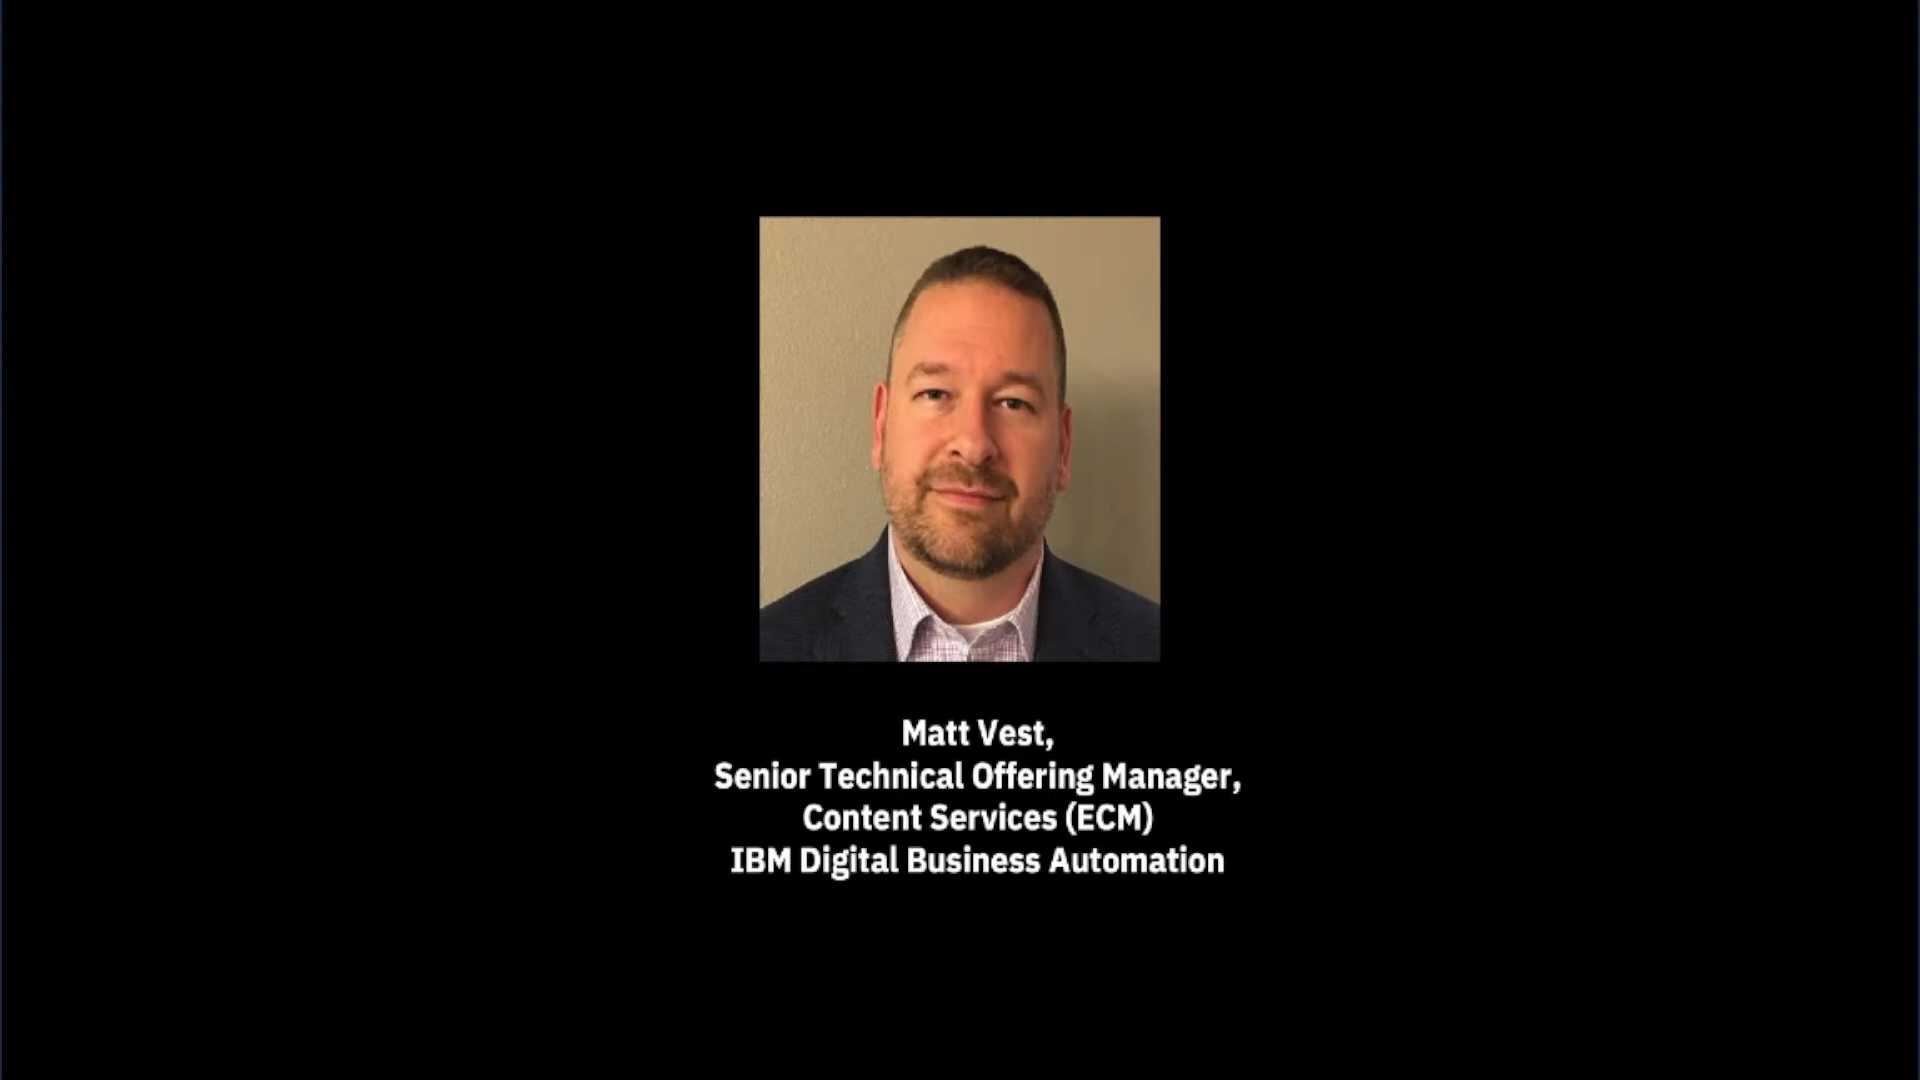 Matt Vest,
Senior Technical Offering Manager,
Content Services (ECM)
IBM Digital Business Automation